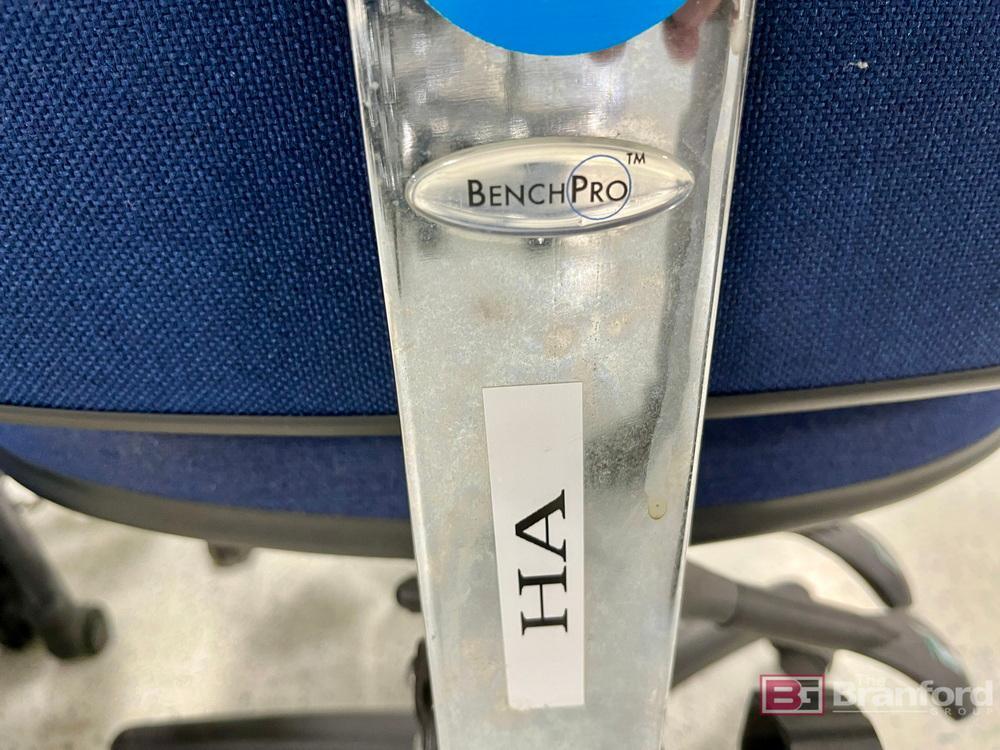 BENCHPRO™
HA
BG The Branford
GROUP